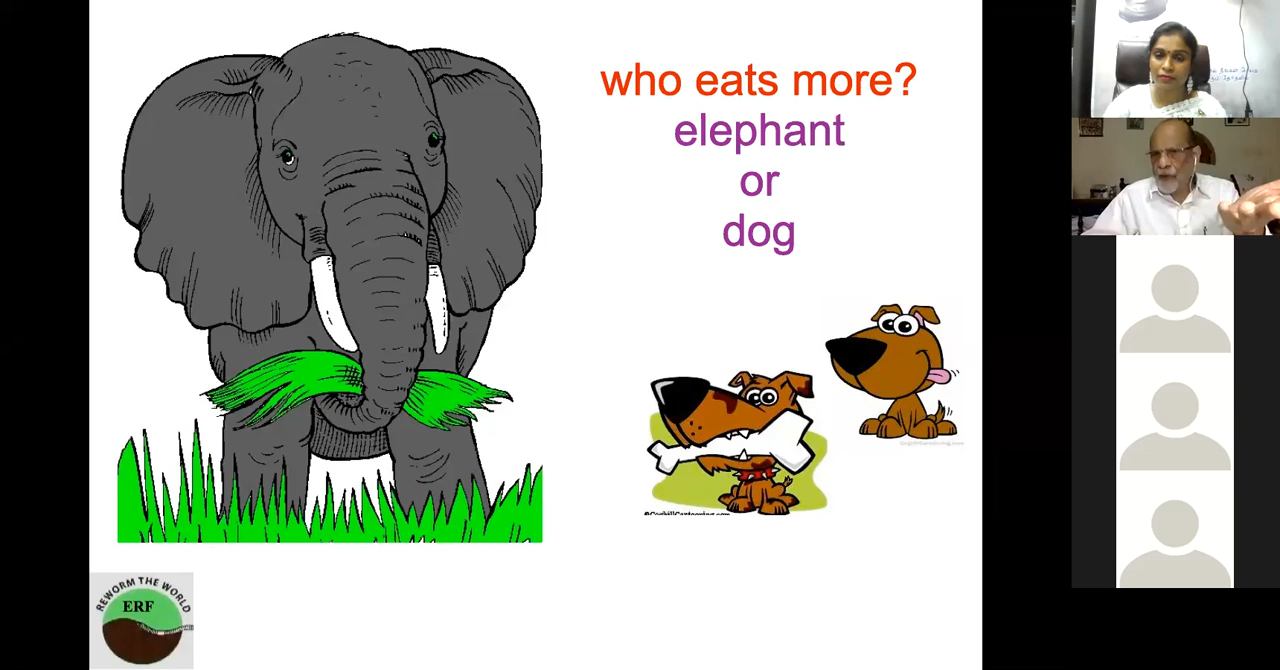 who eats more?
elephant
or
dog
REWORM THE WORLD
ERF